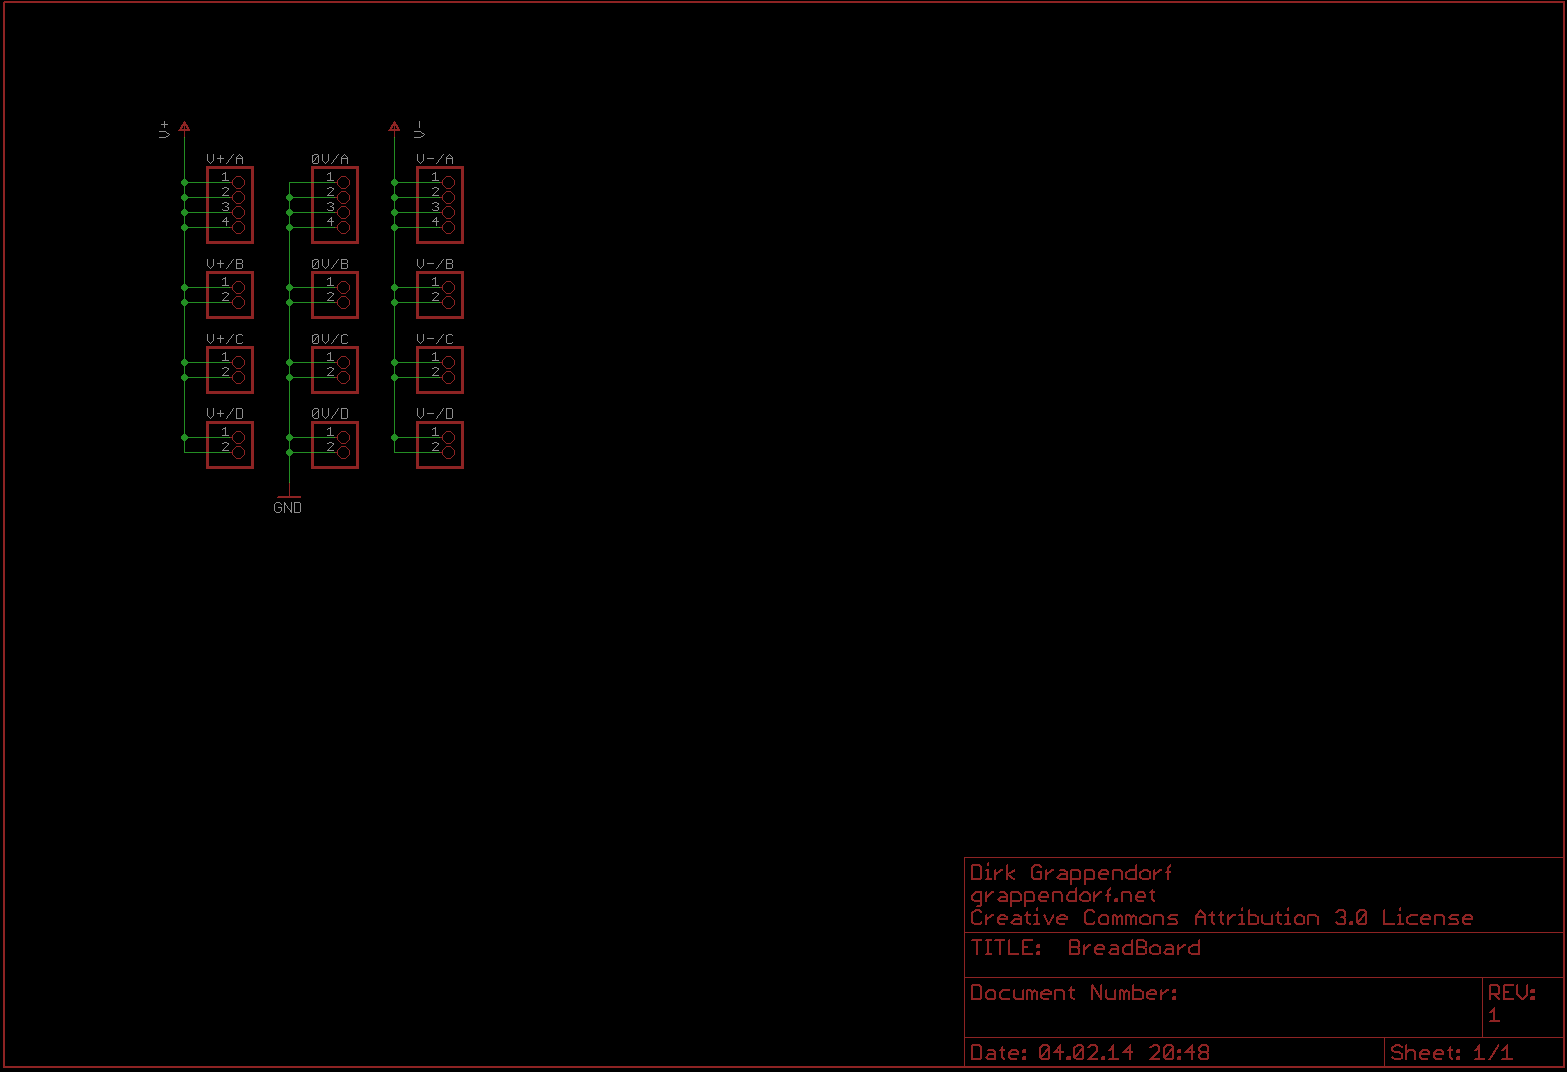 V+
V-
V+/A
1
2
3
4
0V/A
1
2
3
4
V-/A
1
2
3
4
V+/B
1
2
0V/B
1
2
V-/B
1
2
V+/C
1
2
0V/C
1
2
V-/C
1
2
V+/D
1
2
0V/D
1
2
V-/D
1
2
GND
Dirk Grappendorf
grappendorf.net
Creative Commons Attribution 3.0 License
TITLE: BreadBoard
Document Number:
REV:
1
Date: 04.02.14 20:48
Sheet: 1/1